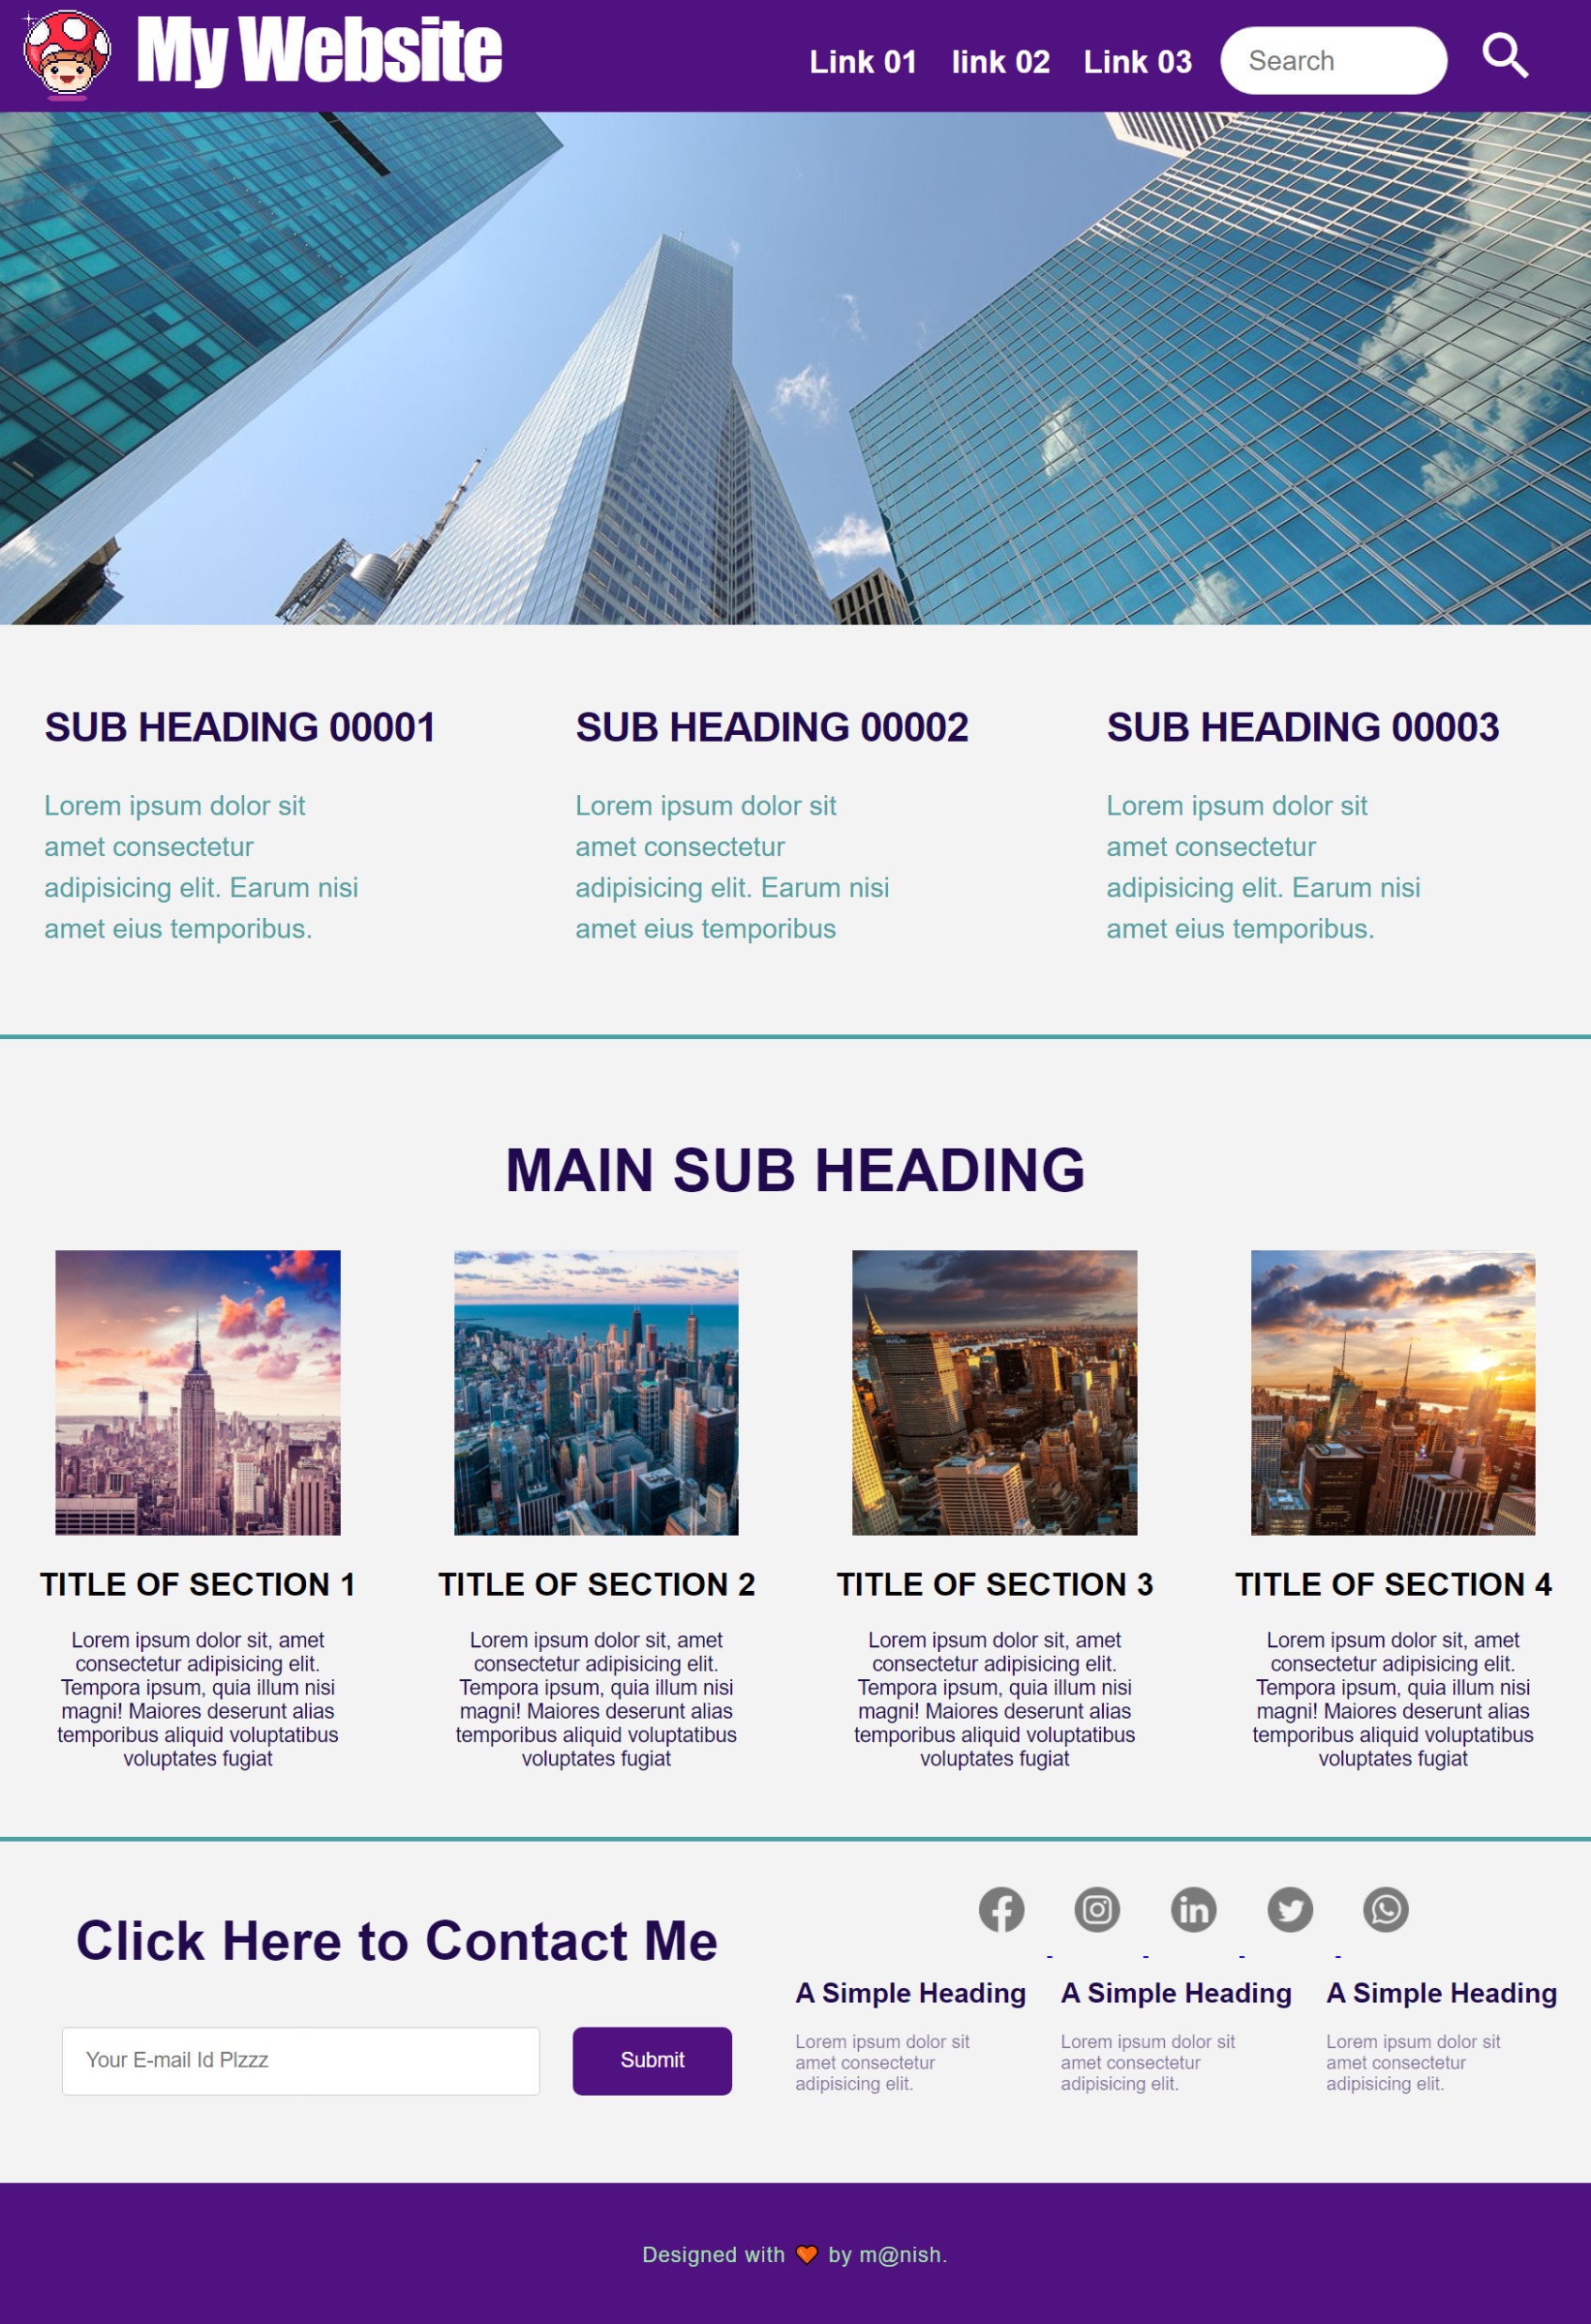 My Website
Link 01 link 02 Link 03 Search
SUB HEADING 00001
Lorem ipsum dolor sit
amet consectetur
adipisicing elit. Earum nisi
amet eius temporibus.
SUB HEADING 00002
Lorem ipsum dolor sit
amet consectetur
adipisicing elit. Earum nisi
amet eius temporibus
SUB HEADING 00003
Lorem ipsum dolor sit
amet consectetur
adipisicing elit. Earum nisi
amet eius temporibus.
MAIN SUB HEADING
MetLife
TITLE OF SECTION 1
Lorem ipsum dolor sit, amet
consectetur adipisicing elit.
Tempora ipsum, quia illum nisi
magni! Maiores deserunt alias
temporibus aliquid voluptatibus
voluptates fugiat
TITLE OF SECTION 2
Lorem ipsum dolor sit, amet
consectetur adipisicing elit.
Tempora ipsum, quia illum nisi
magni! Maiores deserunt alias
temporibus aliquid voluptatibus
voluptates fugiat
TITLE OF SECTION 3
Lorem ipsum dolor sit, amet
consectetur adipisicing elit.
Tempora ipsum, quia illum nisi
magni! Maiores deserunt alias
temporibus aliquid voluptatibus
voluptates fugiat
TITLE OF SECTION 4
Lorem ipsum dolor sit, amet
consectetur adipisicing elit.
Tempora ipsum, quia illum nisi
magni! Maiores deserunt alias
temporibus aliquid voluptatibus
voluptates fugiat
Click Here to Contact Me
Your E-mail Id Plzzz
Submit
A Simple Heading
Lorem ipsum dolor sit
amet consectetur
adipisicing elit.
A Simple Heading
Lorem ipsum dolor sit
amet consectetur
adipisicing elit.
A Simple Heading
Lorem ipsum dolor sit
amet consectetur
adipisicing elit.
Designed with 🧡 by m@nish.